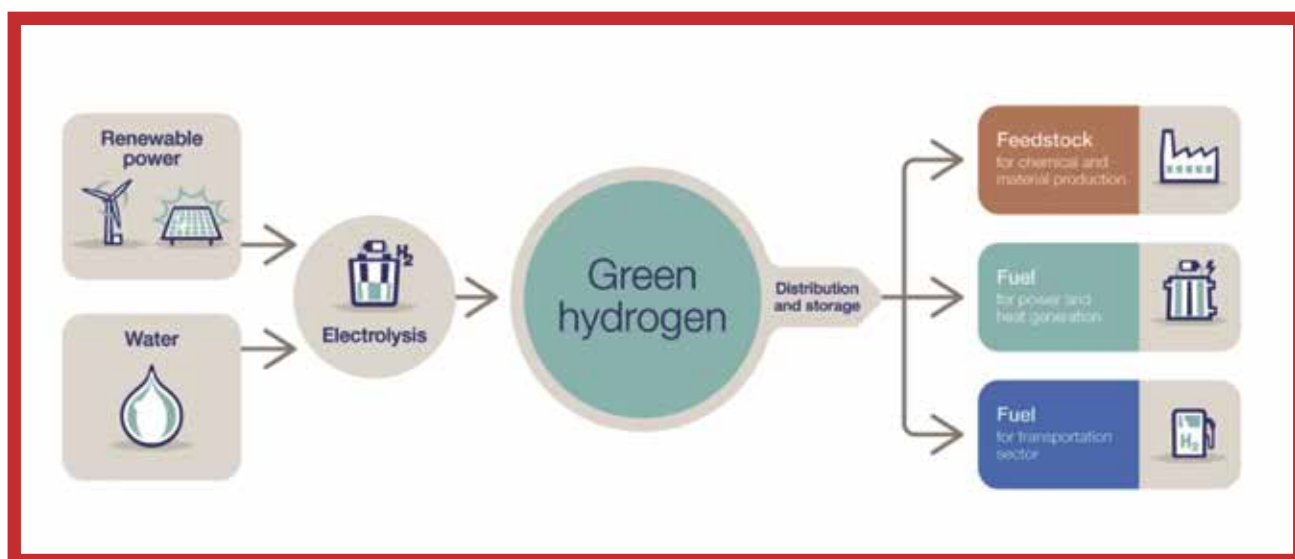 Renewable
power
Water
H2
Electrolysis
Green
hydrogen
Distribution
and storage
Feedstock
for chemical and
material production
Fuel
for power and
heat generation
Fuel
for transportation
sector
H2